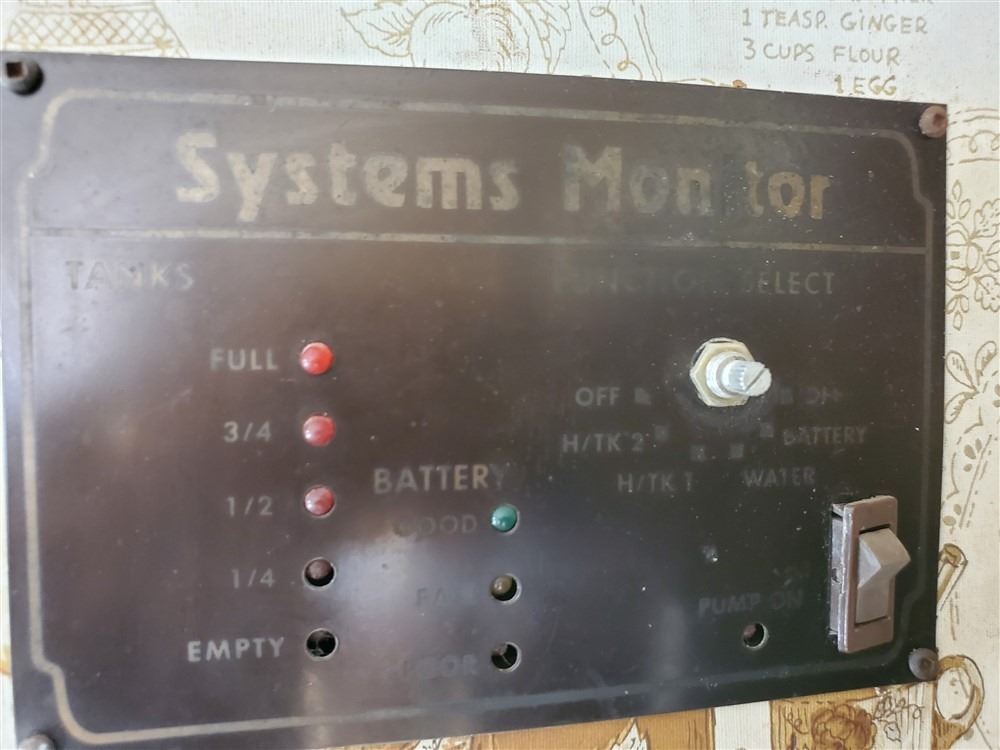 1 TEASP. GINGER
3 CUPS FLOUR
1 EGG
Systems Monitor
TANKS
FUNCTION SELECT
FULL
3/4
1/2
1/4
EMPTY
BATTERY
GOOD
FAIR
POOR
OFF
OFF
H/TK 2
BATTERY
H/TK 1
WATER
PUMP ON